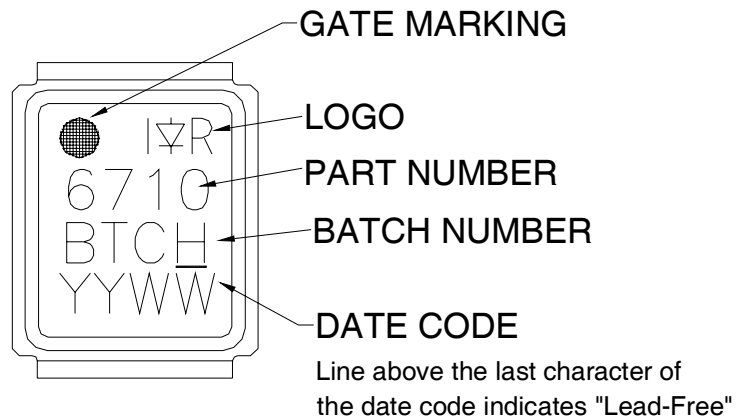 GATE MARKING
I R
LOGO
6710
PART NUMBER
BTCH
BATCH NUMBER
YYWW
DATE CODE
Line above the last character of
the date code indicates "Lead-Free"